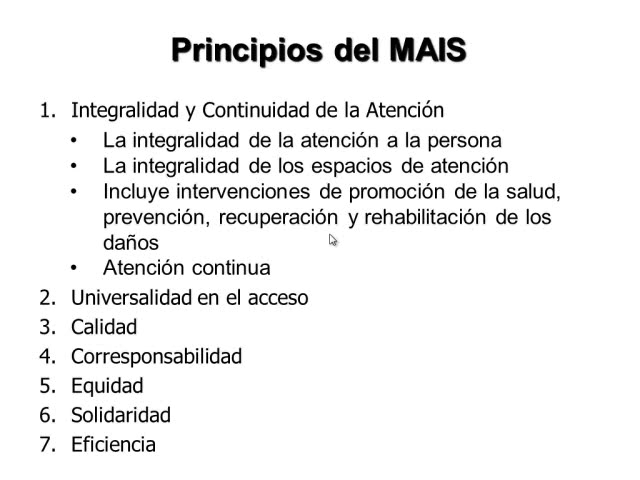 Principios del MAIS
1. Integralidad y Continuidad de la Atención
• La integralidad de la atención a la persona
• La integralidad de los espacios de atención
• Incluye intervenciones de promoción de la salud,
prevención, recuperación y rehabilitación de los
daños
• Atención continua
2. Universalidad en el acceso
3. Calidad
4. Corresponsabilidad
5. Equidad
6. Solidaridad
7. Eficiencia